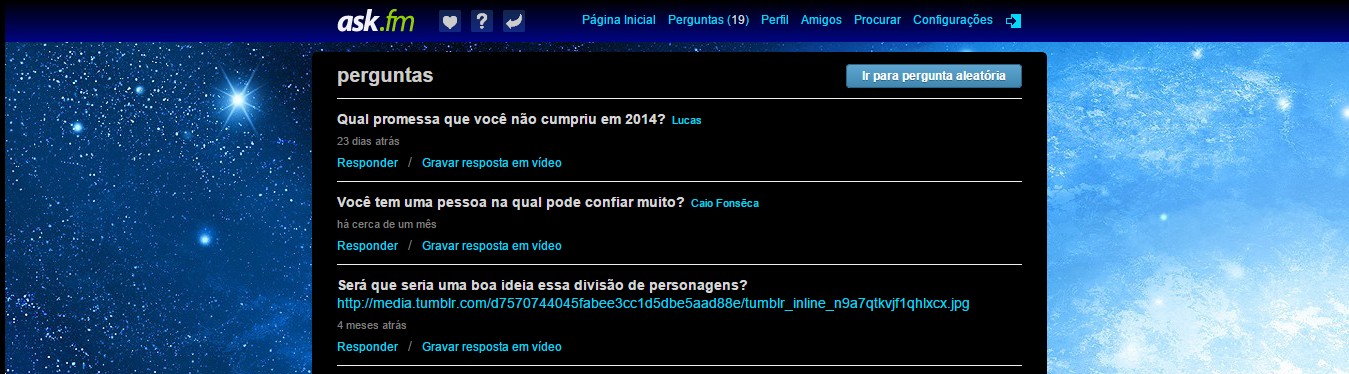 ask.fm ? Página Inicial Perguntas (19) Perfil Amigos Procurar Configurações
perguntas Ir para pergunta aleatória
Qual promessa que você não cumpriu em 2014? Lucas
23 dias atrás
Responder / Gravar resposta em vídeo
Você tem uma pessoa na qual pode confiar muito? Caio Fonsêca
há cerca de um mês
Responder / Gravar resposta em vídeo
Será que seria uma boa ideia essa divisão de personagens?
http://media.tumblr.com/d7570744045fabee3cc1d5dbe5aad88e/tumblr_inline_n9a7qtkvjf1qhlxcx.jpg
4 meses atrás
Responder / Gravar resposta em vídeo